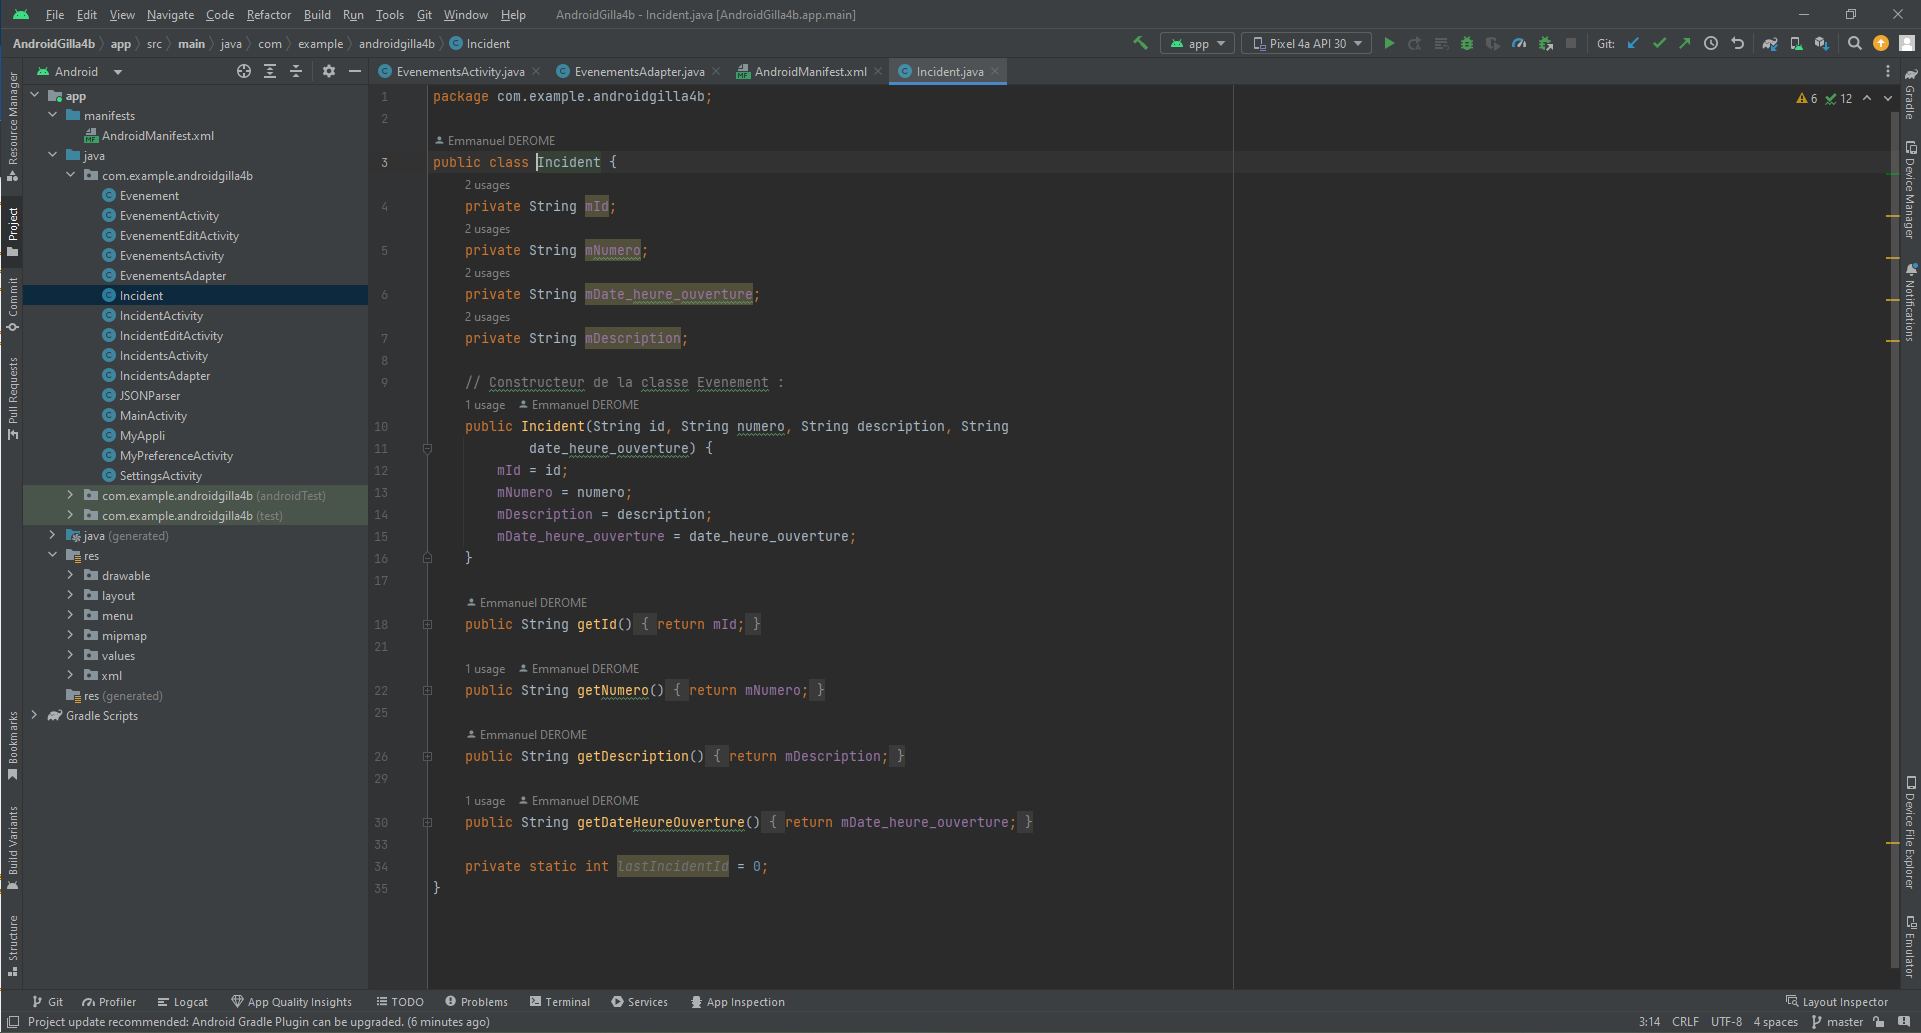 File Edit View Navigate Code Refactor Build Run Tools Git Window Help AndroidGilla4b - Incident.java [AndroidGilla4b.app.main]
AndroidGilla4b app src main java com example androidgilla4b Incident app Pixel 4a API 30 Git:
Android EvenementsActivity.java EvenementsAdapter.java AndroidManifest.xml Incident.java
Resource Manager
Project
Commit
Pull Requests
Bookmarks
Build Variants
Structure
app
manifests
AndroidManifest.xml
java
com.example.androidgilla4b
Evenement
EvenementActivity
EvenementEditActivity
EvenementsActivity
EvenementsAdapter
Incident
IncidentActivity
IncidentEditActivity
IncidentsActivity
IncidentsAdapter
JSONParser
MainActivity
MyAppli
MyPreferenceActivity
SettingsActivity
com.example.androidgilla4b (androidTest)
com.example.androidgilla4b (test)
java (generated)
res
drawable
layout
menu
mipmap
values
xml
res (generated)
Gradle Scripts
6 12
1 package com.example.androidgilla4b;
2
Emmanuel DEROME
3 public class Incident {
2 usages
4 private String mId;
2 usages
5 private String mNumero;
2 usages
6 private String mDate_heure_ouverture;
2 usages
7 private String mDescription;
8
9 // Constructeur de la classe Evenement :
1 usage Emmanuel DEROME
10 public Incident(String id, String numero, String description, String
11 date_heure_ouverture) {
12 mId = id;
13 mNumero = numero;
14 mDescription = description;
15 mDate_heure_ouverture = date_heure_ouverture;
16 }
17
Emmanuel DEROME
18 public String getId() { return mId; }
21
1 usage Emmanuel DEROME
22 public String getNumero() { return mNumero; }
25
Emmanuel DEROME
26 public String getDescription() { return mDescription; }
29
1 usage Emmanuel DEROME
30 public String getDateHeureOuverture() { return mDate_heure_ouverture; }
33
34 private static int lastIncidentId = 0;
35 }
Gradle
Device Manager
Notifications
Device File Explorer
Emulator
Git Profiler Logcat App Quality Insights TODO Problems Terminal Services App Inspection Layout Inspector
Project update recommended: Android Gradle Plugin can be upgraded. (6 minutes ago) 3:14 CRLF UTF-8 4 spaces master